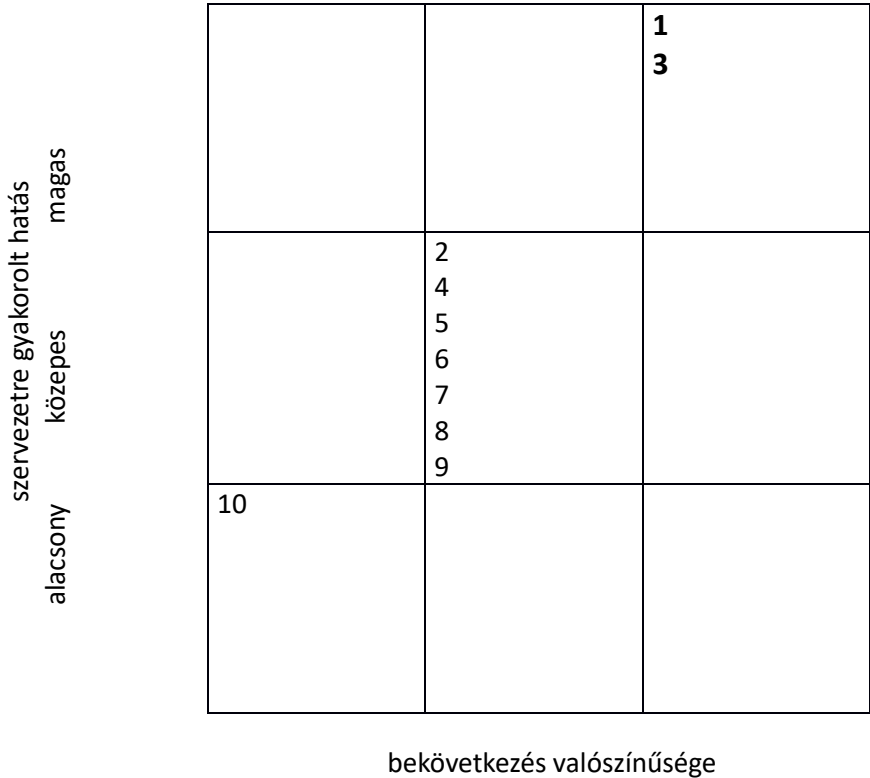 1
3
szervezetre gyakorolt hatás
magas
közepes
alacsony
2
4
5
6
7
8
9
10
bekövetkezés valószínűsége